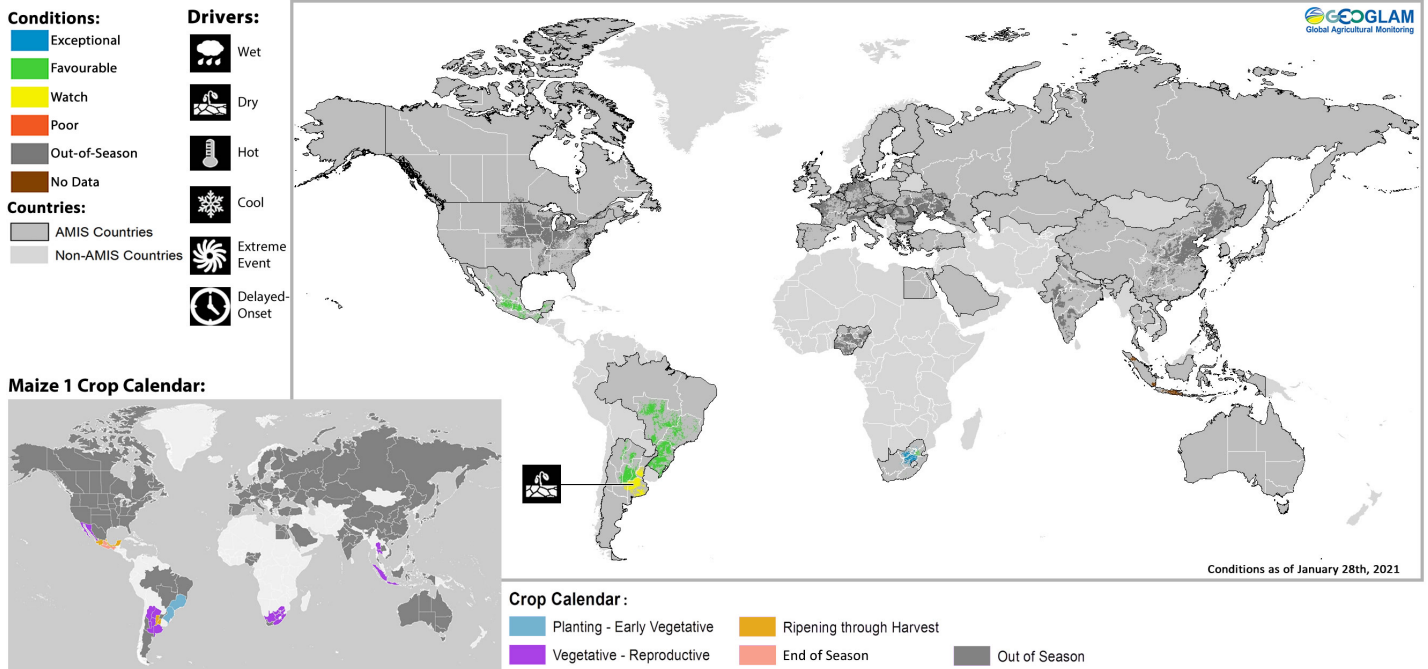 Conditions:
Exceptional
Favourable
Watch
Poor
Out-of-Season
No Data
Countries:
AMIS Countries
Non-AMIS Countries
Drivers:
Wet
Dry
Hot
Cool
Extreme
Event
Delayed-
Onset
GEOGLAM
Global Agricultural Monitoring
Maize 1 Crop Calendar:
Conditions as of January 28th, 2021
Crop Calendar :
Planting - Early Vegetative
Ripening through Harvest
Vegetative - Reproductive
End of Season
Out of Season